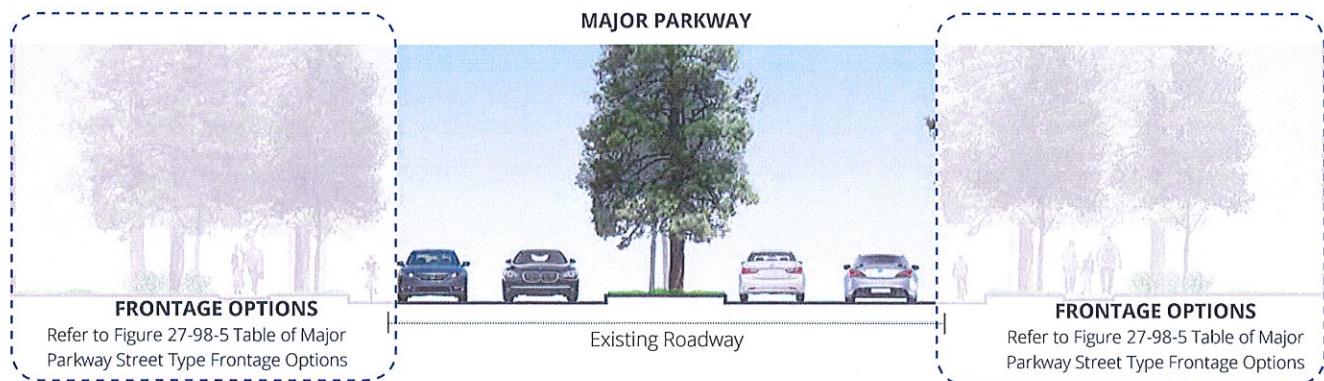 MAJOR PARKWAY
FRONTAGE OPTIONS
Refer to Figure 27-98-5 Table of Major
Parkway Street Type Frontage Options
Existing Roadway
FRONTAGE OPTIONS
Refer to Figure 27-98-5 Table of Major
Parkway Street Type Frontage Options